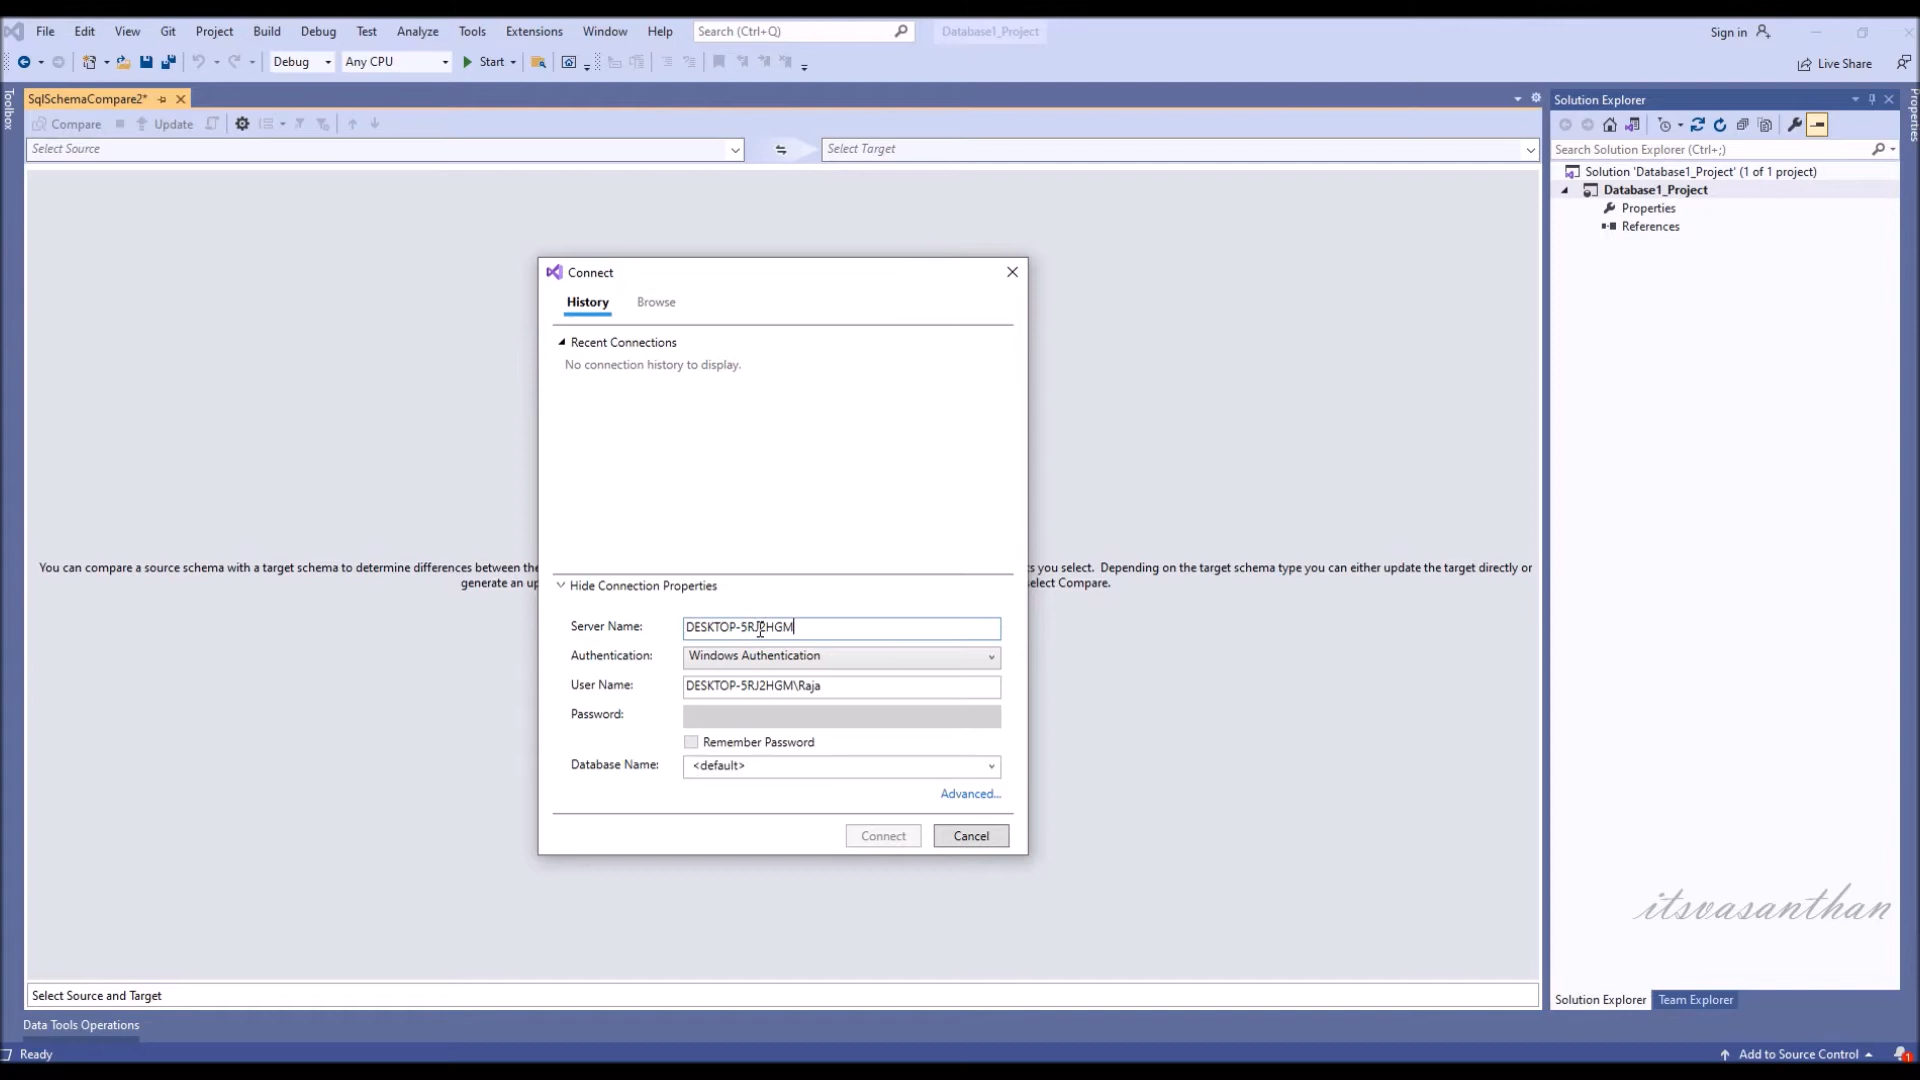 File Edit View Git Project Build Debug Test Analyze Tools Extensions Window Help Search (Ctrl+Q) Database1_Project Sign in
Debug Any CPU Start Live Share
Toolbox
SqlSchemaCompare2*
Compare Update
Select Source Select Target
Solution Explorer
Search Solution Explorer (Ctrl+;)
Solution 'Database1_Project' (1 of 1 project)
Database1_Project
Properties
References
Properties
Connect
History Browse
Recent Connections
No connection history to display.
You can compare a source schema with a target schema to determine differences between the
s you select. Depending on the target schema type you can either update the target directly or
generate an up
elect Compare.
Hide Connection Properties
Server Name: DESKTOP-5RJ2HGM
Authentication: Windows Authentication
User Name: DESKTOP-5RJ2HGM\Raja
Password:
Remember Password
Database Name: <default>
Advanced...
Connect Cancel
itsvasanthan
Select Source and Target
Solution Explorer Team Explorer
Data Tools Operations
Ready Add to Source Control 1